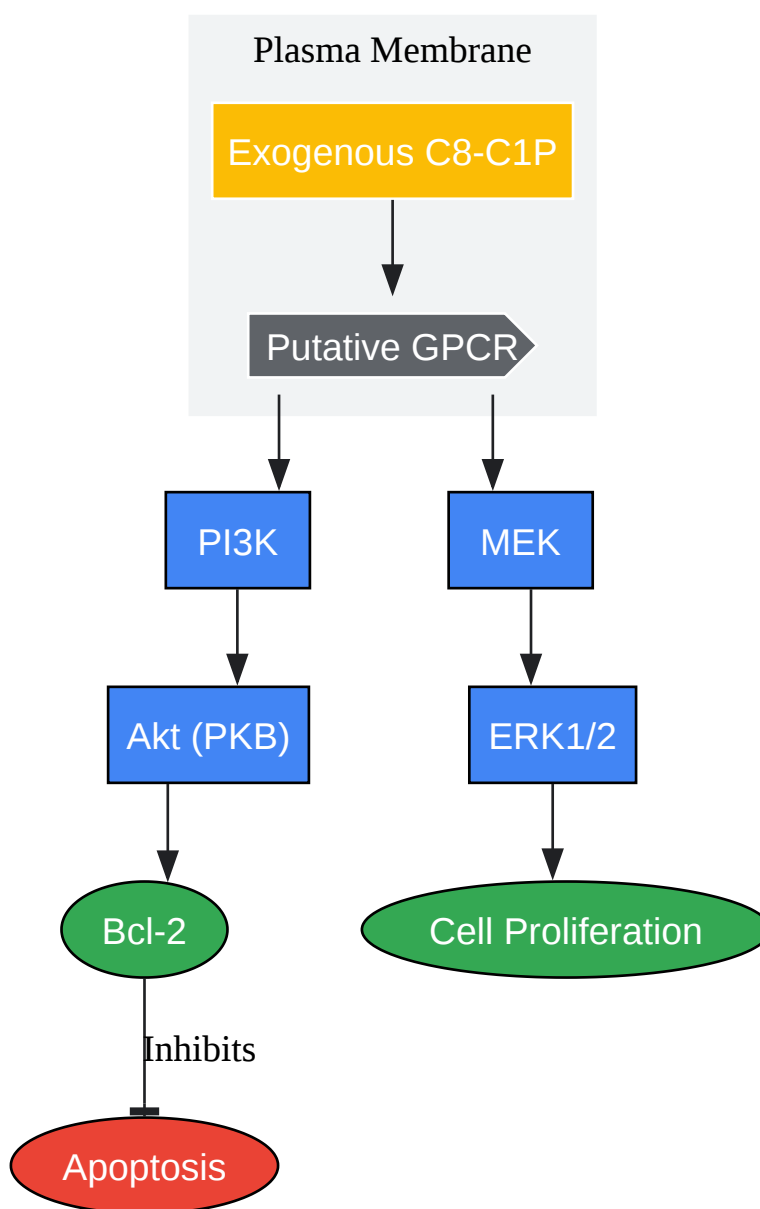 Plasma Membrane
Exogenous C8-C1P
Putative GPCR
PI3K
MEK
Akt (PKB)
ERK1/2
Bcl-2
Cell Proliferation
Inhibits
Apoptosis